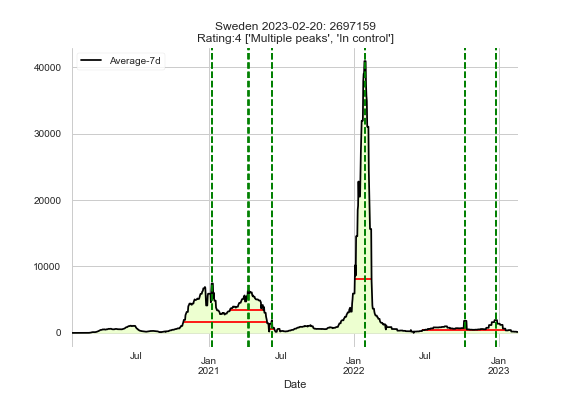 Sweden 2023-02-20: 2697159
Rating:4 ['Multiple peaks', 'In control']
Average-7d
40000
30000
20000
10000
0
Jul
Jan
2021
Jul
Jan
2022
Jul
Jan
2023
Date